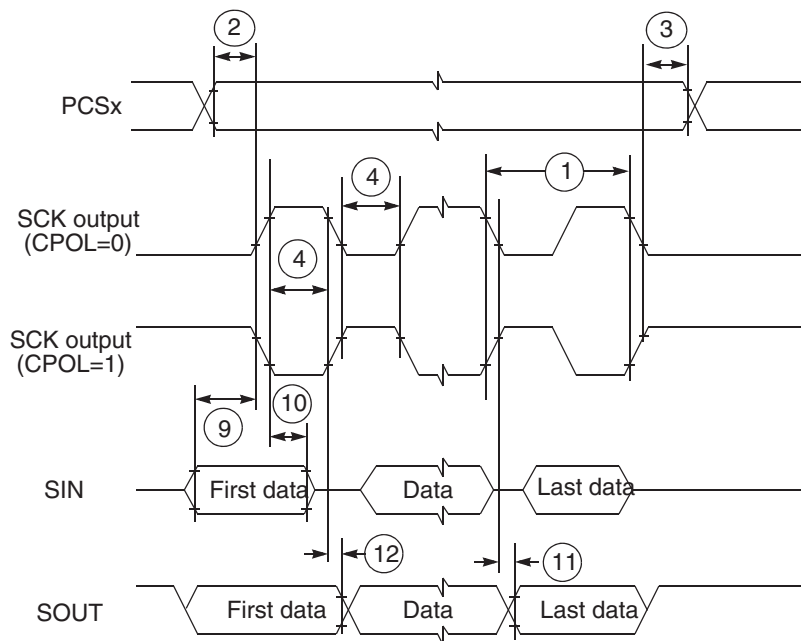 2
3
PCSx
4
1
SCK output
(CPOL=0)
4
SCK output
(CPOL=1)
9
10
SIN
First data
Data
Last data
12
11
SOUT
First data
Data
Last data